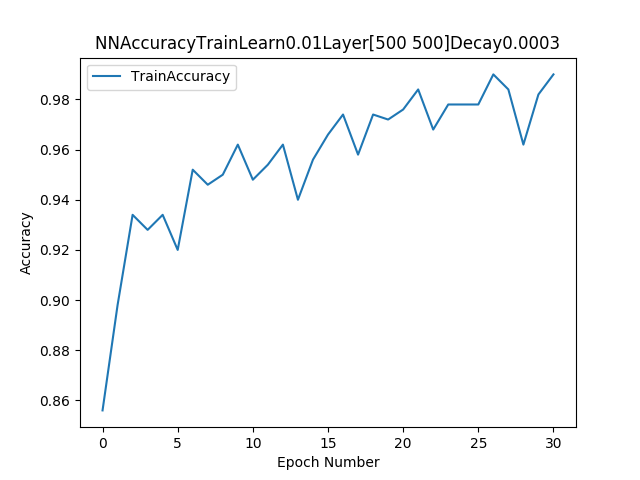 NNAccuracyTrainLearn0.01Layer[500 500]Decay0.0003
TrainAccuracy
Accuracy
0.98
0.96
0.94
0.92
0.90
0.88
0.86
0 5 10 15 20 25 30
Epoch Number